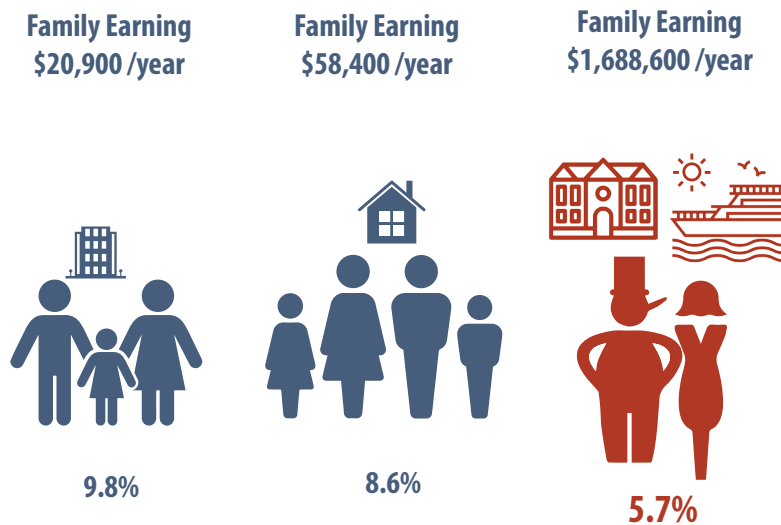 Family Earning
$20,900 /year
Family Earning
$58,400 /year
Family Earning
$1,688,600 /year
9.8%
8.6%
5.7%